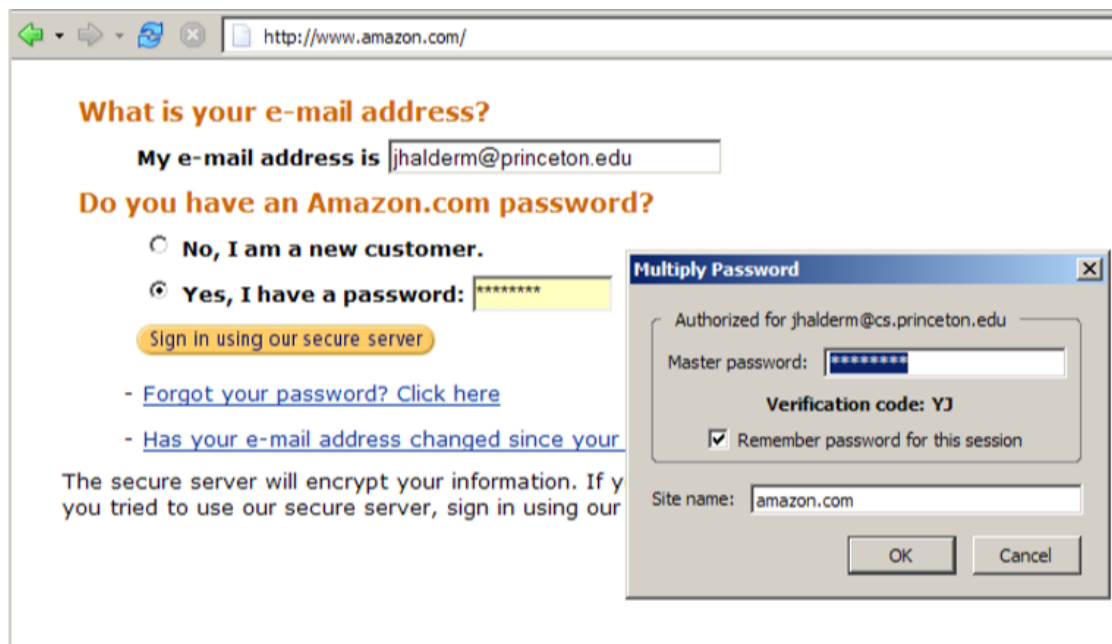 http://www.amazon.com/
What is your e-mail address?
My e-mail address is jhalderm@princeton.edu
Do you have an Amazon.com password?
No, I am a new customer.
Yes, I have a password: ********
Sign in using our secure server
- Forgot your password? Click here
- Has your e-mail address changed since your
The secure server will encrypt your information. If y
you tried to use our secure server, sign in using our
Multiply Password
Authorized for jhalderm@cs.princeton.edu
Master password: ********
Verification code: YJ
Remember password for this session
Site name: amazon.com
OK Cancel